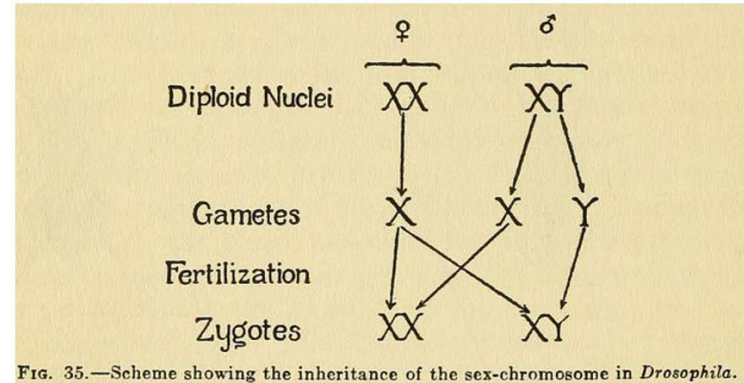 ♀ ♂
Diploid Nuclei XX XY
Gametes X X Y
Fertilization
Zygotes XX XY
FIG. 35.—Scheme showing the inheritance of the sex-chromosome in Drosophila.